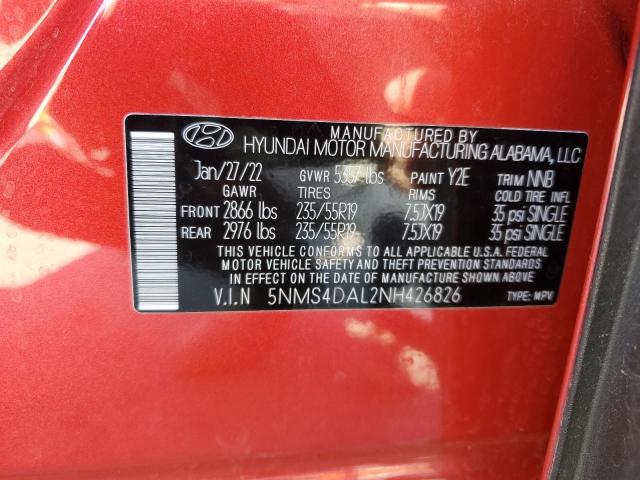 MANUFACTURED BY
HYUNDAI MOTOR MANUFACTURING ALABAMA, LLC
Jan/27/22 GVWR 5357 lbs PAINT Y2E TRIM NNB
GAWR TIRES RIMS COLD TIRE INFL
FRONT 2866 lbs 235/55R19 7.5JX19 35 psi SINGLE
REAR 2976 lbs 235/55R19 7.5JX19 35 psi SINGLE
THIS VEHICLE CONFORMS TO ALL APPLICABLE U.S.A. FEDERAL
MOTOR VEHICLE SAFETY, BUMPER, AND THEFT PREVENTION STANDARDS
IN EFFECT ON THE DATE OF MANUFACTURE SHOWN ABOVE.
V.I.N 5NMS4DAL2NH426826 TYPE: MPV